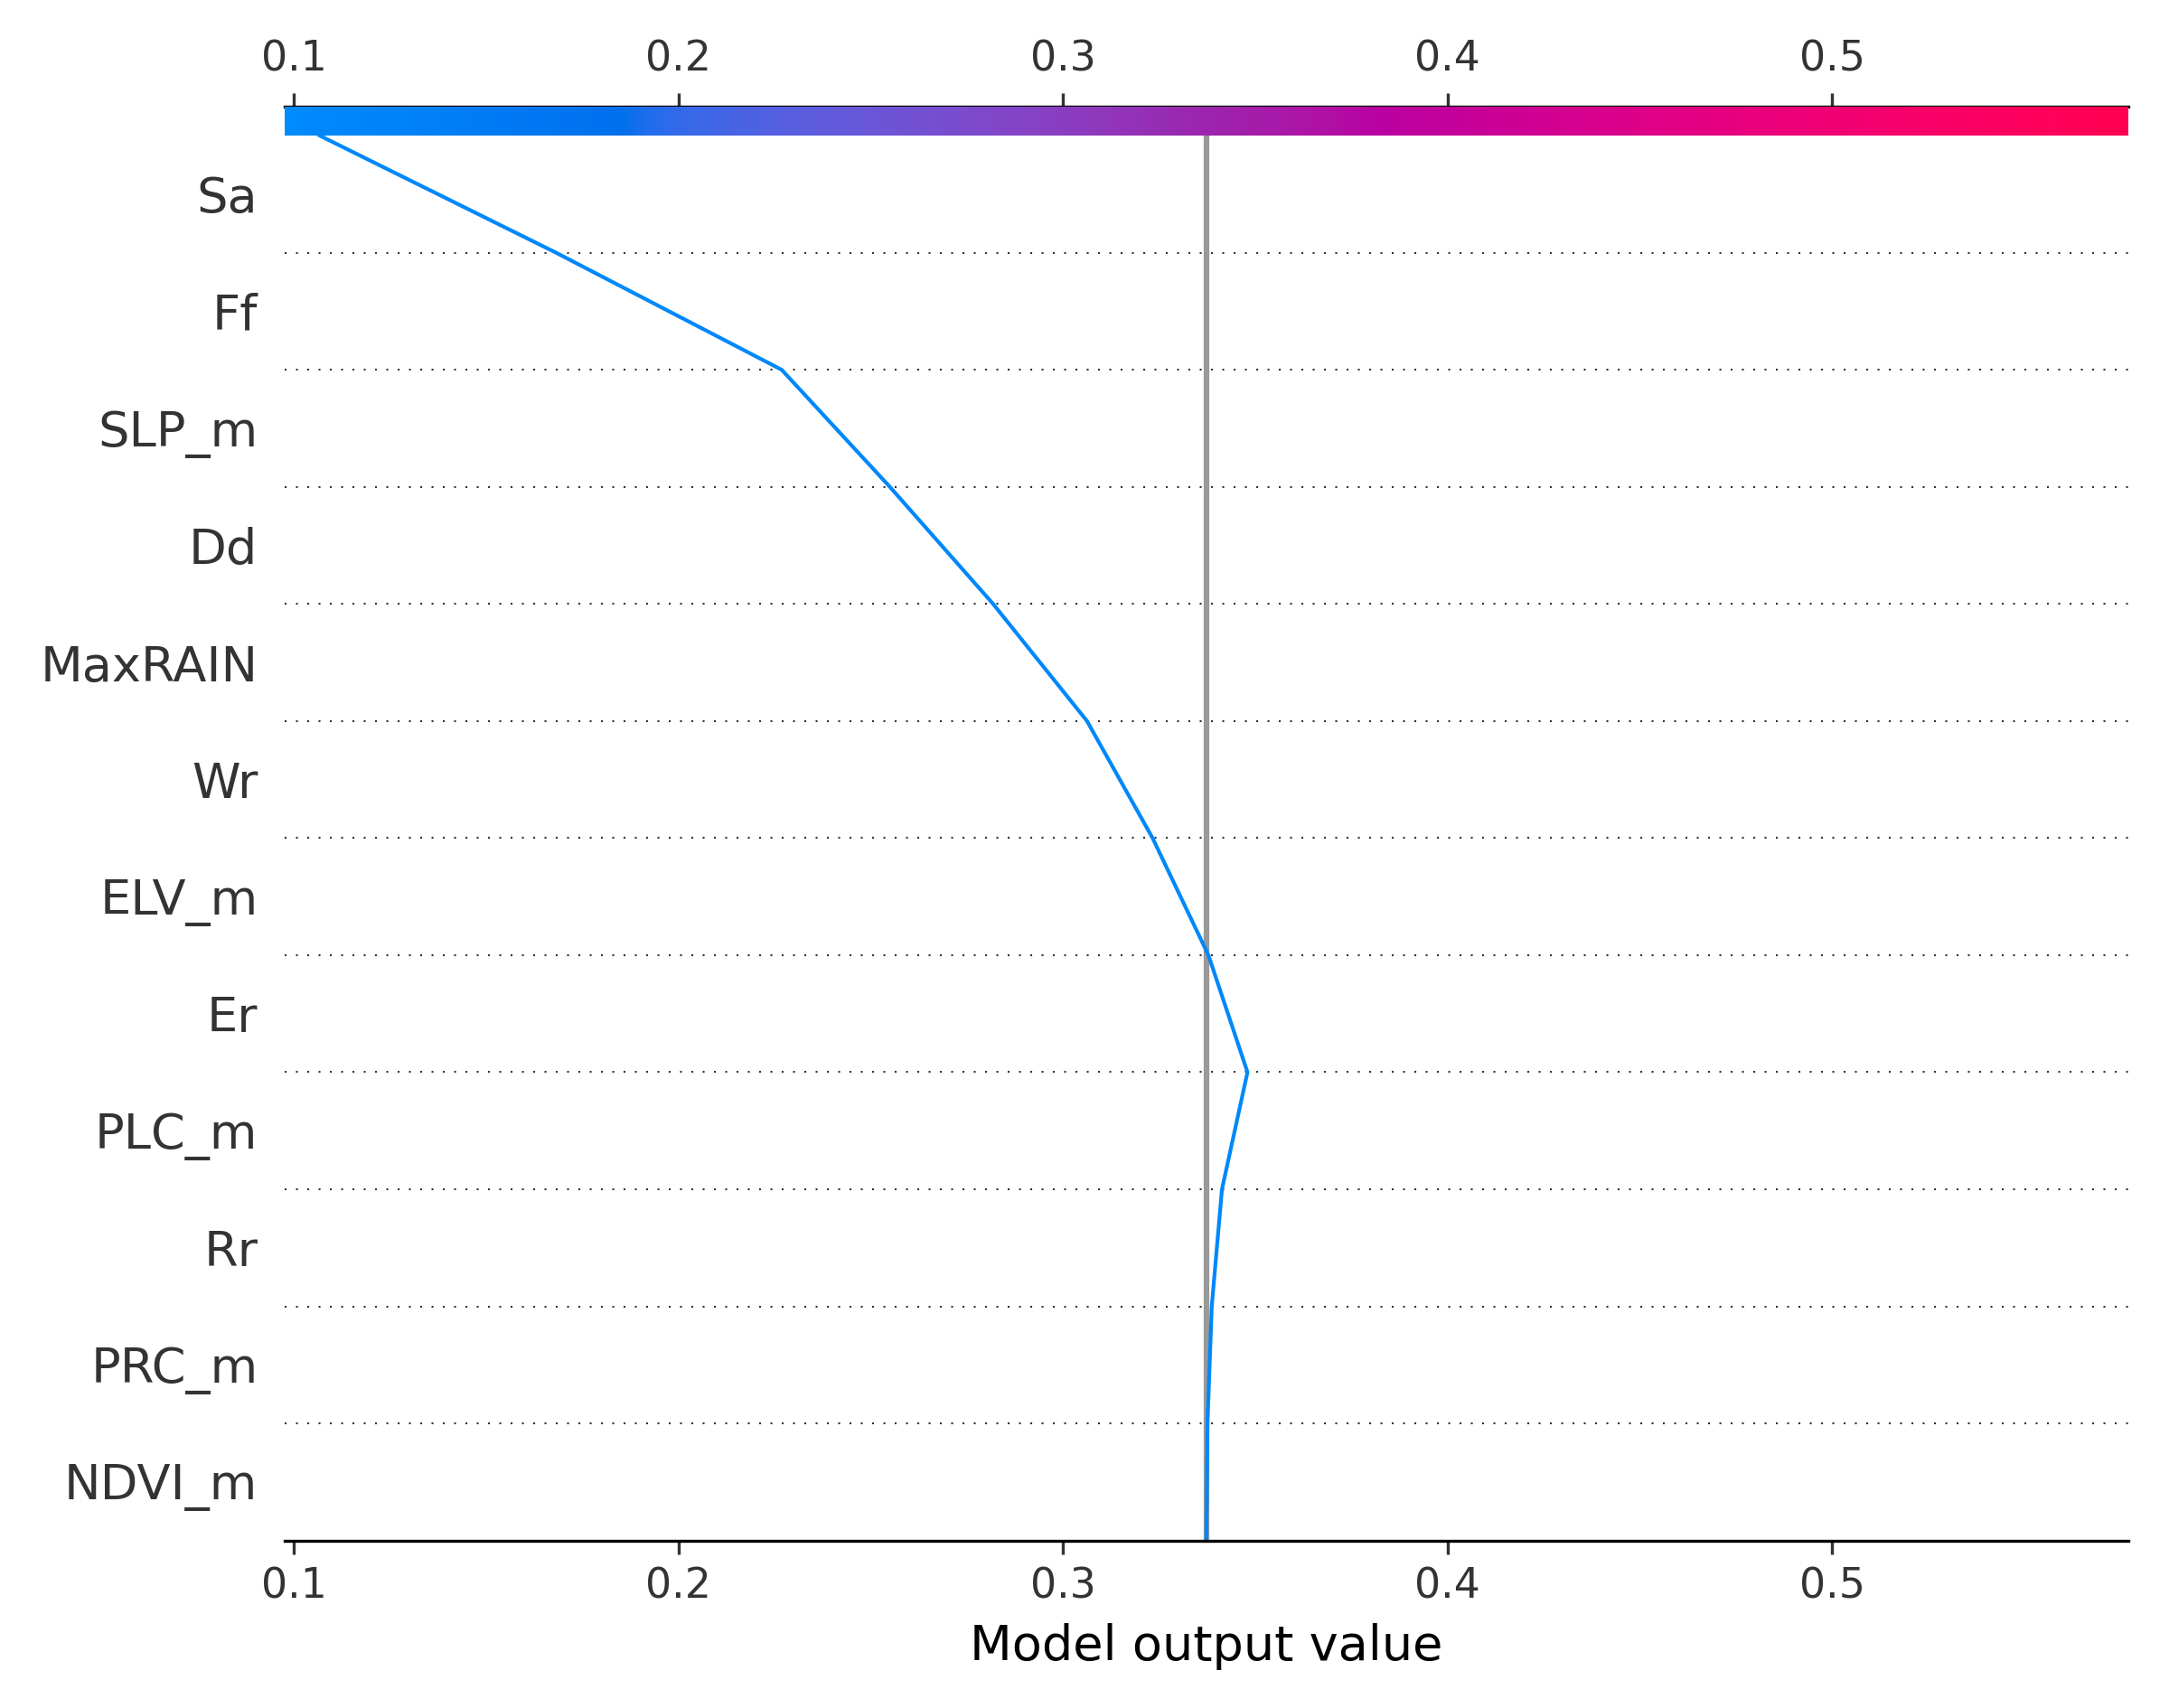 0.1 0.2 0.3 0.4 0.5
Sa
Ff
SLP_m
Dd
MaxRAIN
Wr
ELV_m
Er
PLC_m
Rr
PRC_m
NDVI_m
0.1 0.2 0.3 0.4 0.5
Model output value